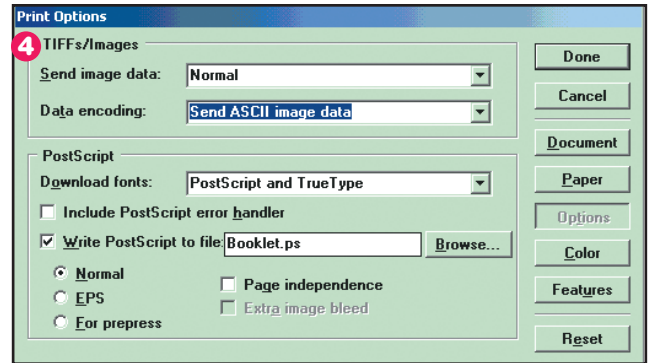 Print Options
4
TIFFs/Images
Send image data: Normal
Data encoding: Send ASCII image data
PostScript
Download fonts: PostScript and TrueType
Include PostScript error handler
Write PostScript to file: Booklet.ps Browse...
Normal
EPS
For prepress
Page independence
Extra image bleed
Done
Cancel
Document
Paper
Options
Color
Features
Reset